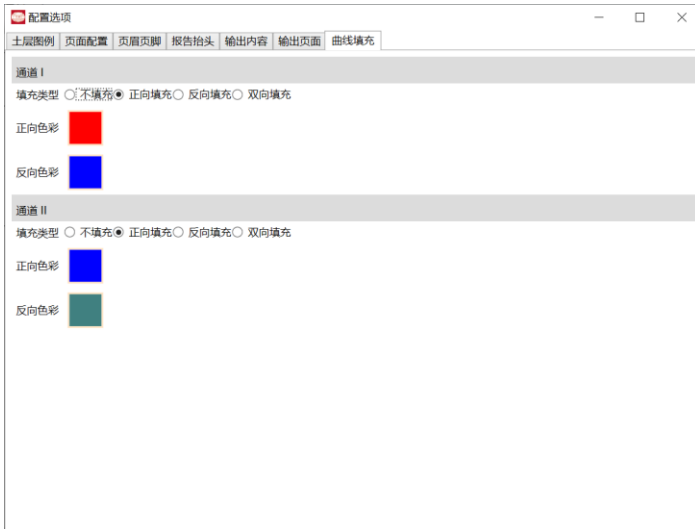 配置选项
土层图例 页面配置 页眉页脚 报告抬头 输出内容 输出页面 曲线填充
通道 I
填充类型 不填充 正向填充 反向填充 双向填充
正向色彩
反向色彩
通道 II
填充类型 不填充 正向填充 反向填充 双向填充
正向色彩
反向色彩